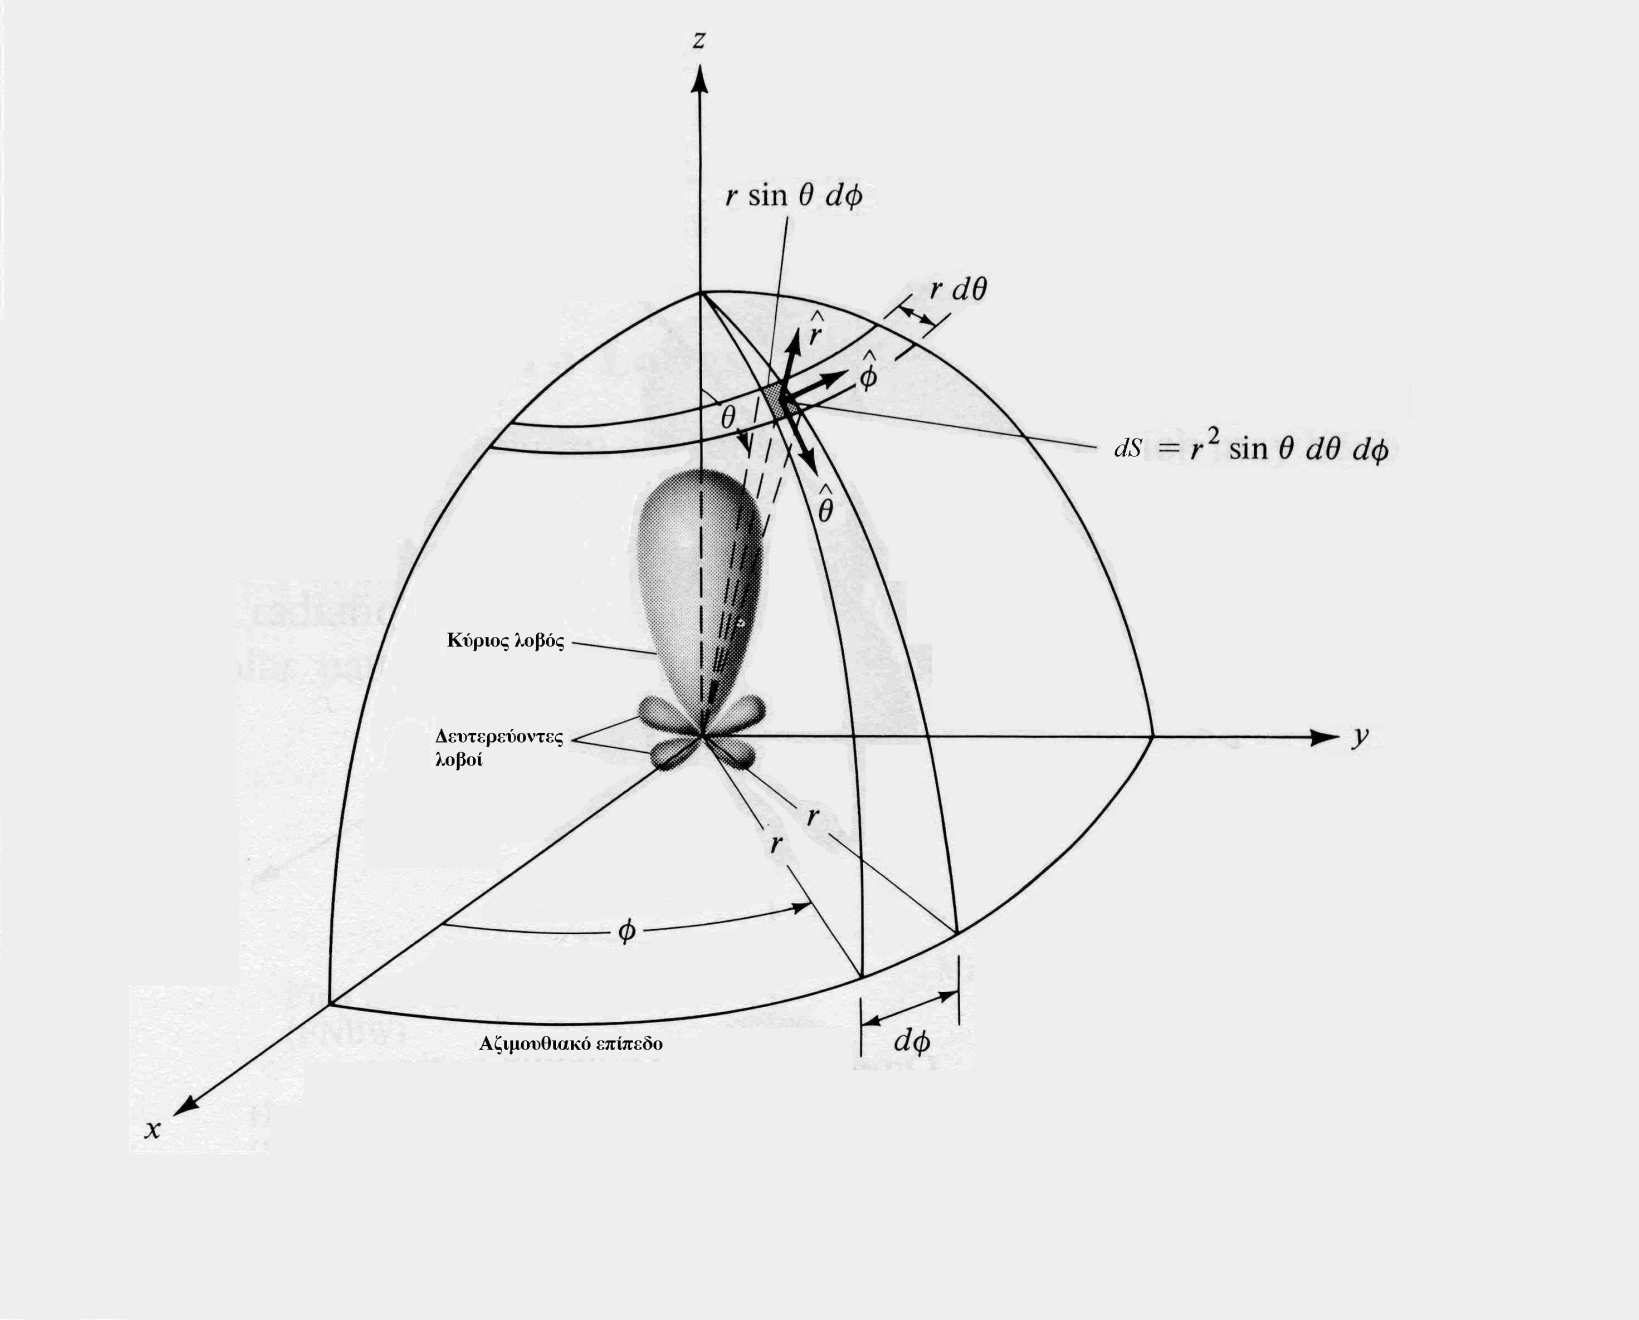 z
r sin θ dϕ
r dθ
r̂
ϕ̂
θ
dS = r² sin θ dθ dϕ
θ̂
Κύριος λοβός
Δευτερεύοντες
λοβοί
y
r
r
ϕ
dϕ
Αζιμουθιακό επίπεδο
x